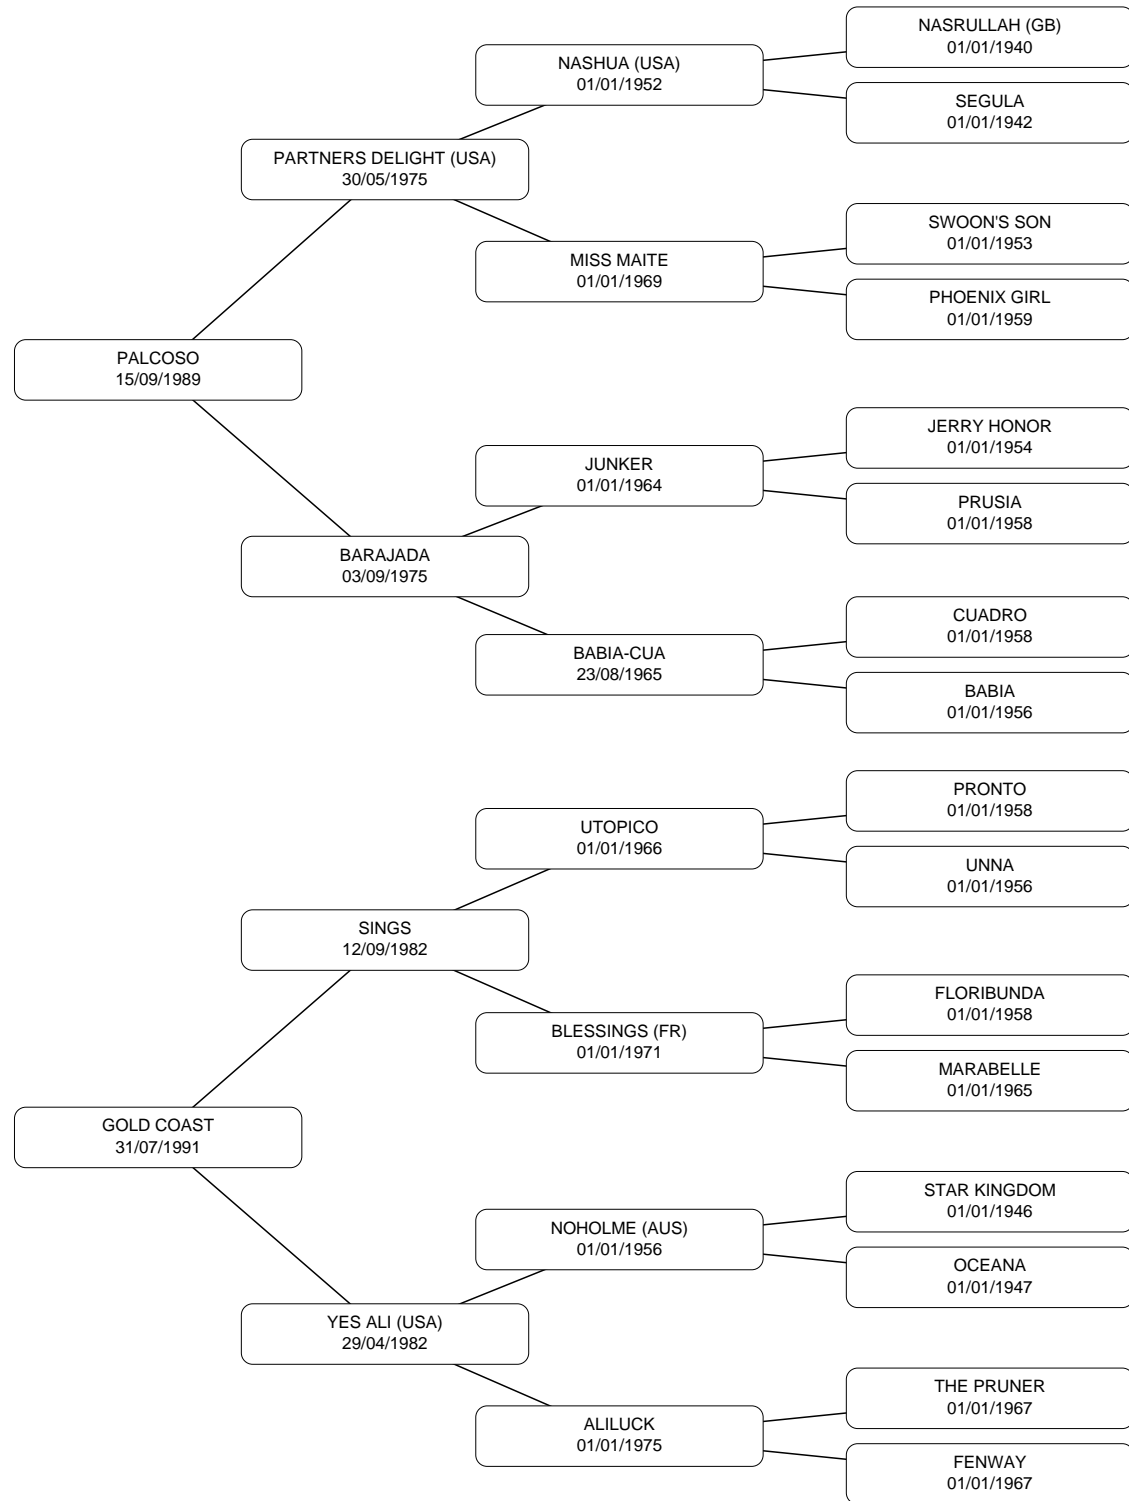 NASRULLAH (GB)
01/01/1940
NASHUA (USA)
01/01/1952
SEGULA
01/01/1942
PARTNERS DELIGHT (USA)
30/05/1975
SWOON'S SON
01/01/1953
MISS MAITE
01/01/1969
PHOENIX GIRL
01/01/1959
PALCOSO
15/09/1989
JERRY HONOR
01/01/1954
JUNKER
01/01/1964
PRUSIA
01/01/1958
BARAJADA
03/09/1975
CUADRO
01/01/1958
BABIA-CUA
23/08/1965
BABIA
01/01/1956
PRONTO
01/01/1958
UTOPICO
01/01/1966
UNNA
01/01/1956
SINGS
12/09/1982
FLORIBUNDA
01/01/1958
BLESSINGS (FR)
01/01/1971
MARABELLE
01/01/1965
GOLD COAST
31/07/1991
STAR KINGDOM
01/01/1946
NOHOLME (AUS)
01/01/1956
OCEANA
01/01/1947
YES ALI (USA)
29/04/1982
THE PRUNER
01/01/1967
ALILUCK
01/01/1975
FENWAY
01/01/1967